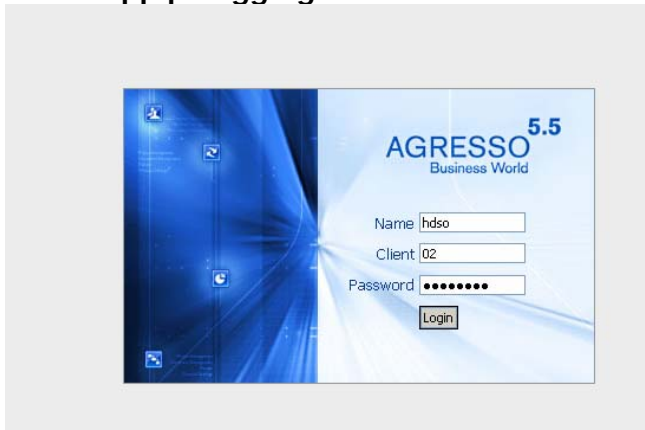 AGRESSO 5.5
Business World
Name hdso
Client 02
Password ●●●●●●●●
Login